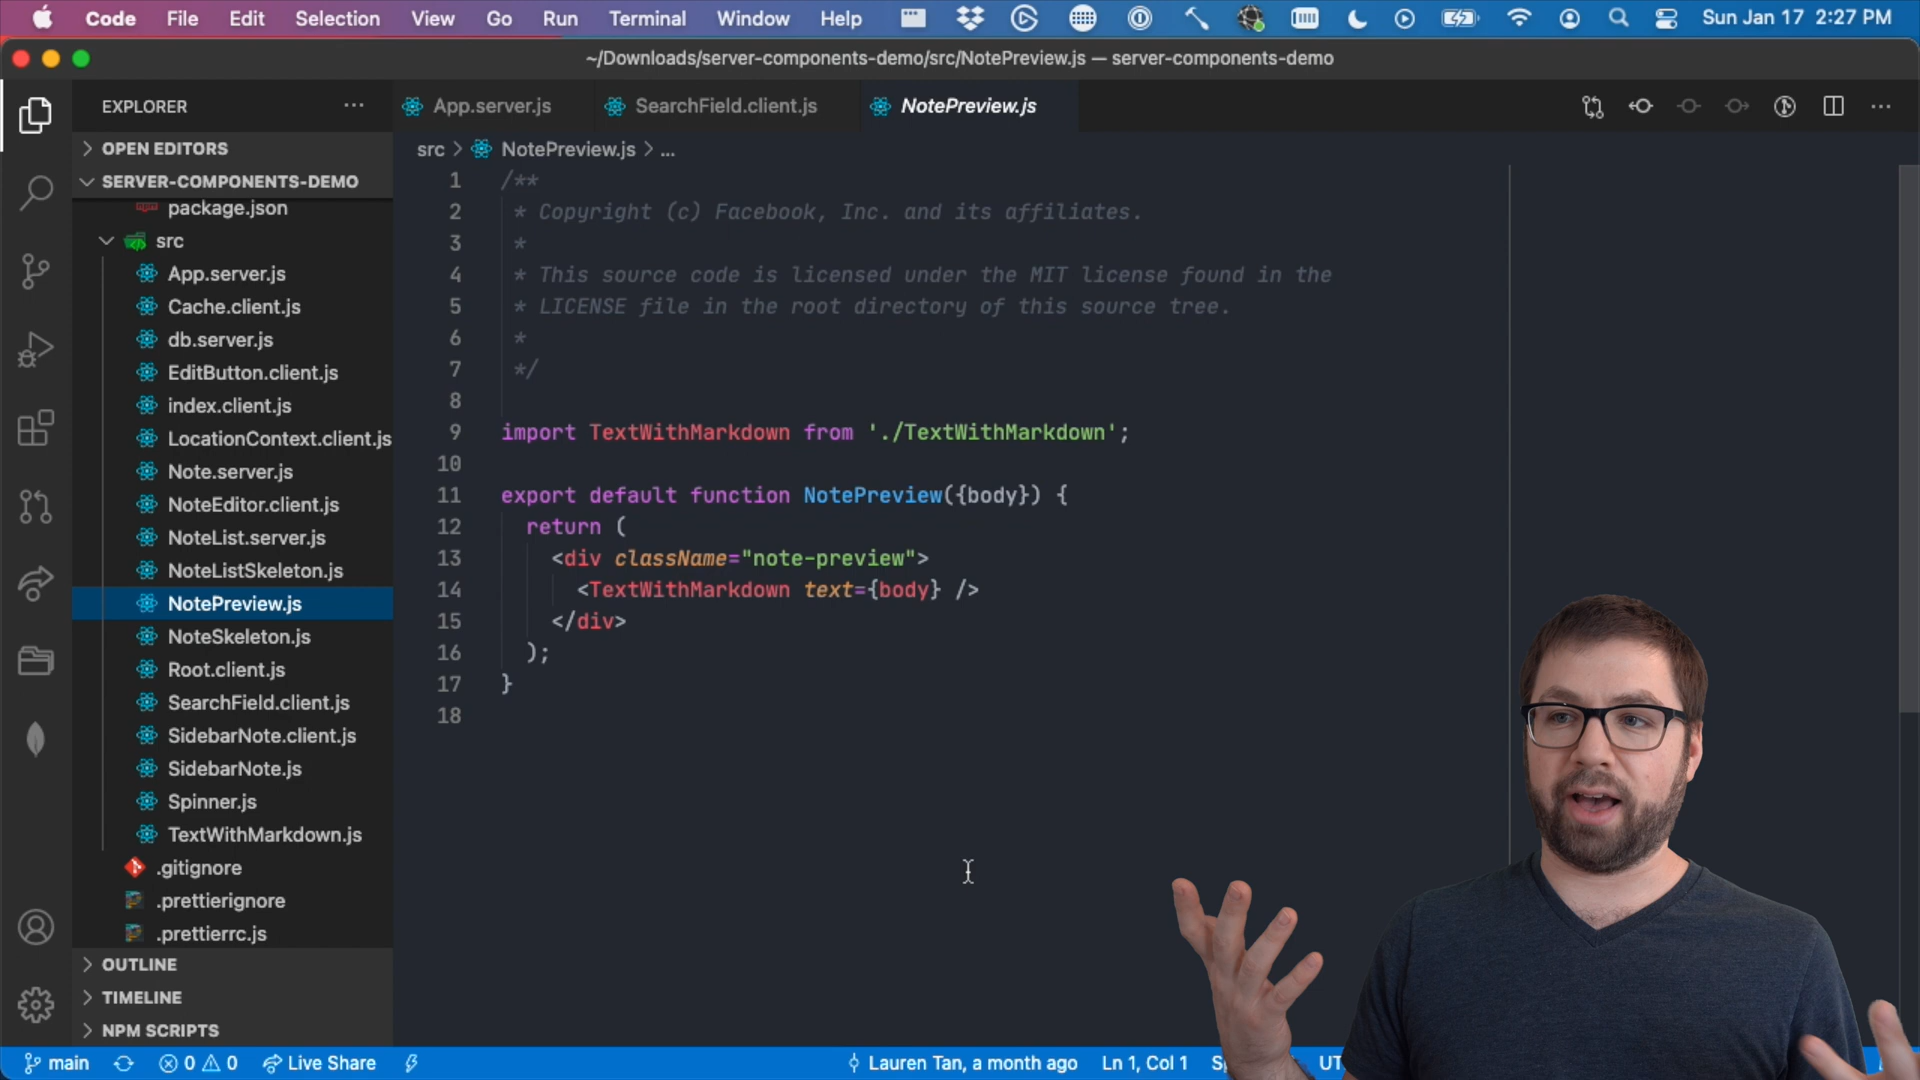 Code File Edit Selection View Go Run Terminal Window Help Sun Jan 17 2:27 PM
~/Downloads/server-components-demo/src/NotePreview.js — server-components-demo
EXPLORER
App.server.js
SearchField.client.js
NotePreview.js
OPEN EDITORS
SERVER-COMPONENTS-DEMO
package.json
src
App.server.js
Cache.client.js
db.server.js
EditButton.client.js
index.client.js
LocationContext.client.js
Note.server.js
NoteEditor.client.js
NoteList.server.js
NoteListSkeleton.js
NotePreview.js
NoteSkeleton.js
Root.client.js
SearchField.client.js
SidebarNote.client.js
SidebarNote.js
Spinner.js
TextWithMarkdown.js
.gitignore
.prettierignore
.prettierrc.js
OUTLINE
TIMELINE
NPM SCRIPTS
src > NotePreview.js > ...
1 /**
2 * Copyright (c) Facebook, Inc. and its affiliates.
3 *
4 * This source code is licensed under the MIT license found in the
5 * LICENSE file in the root directory of this source tree.
6 *
7 */
8
9 import TextWithMarkdown from './TextWithMarkdown';
10
11 export default function NotePreview({body}) {
12 return (
13 <div className="note-preview">
14 <TextWithMarkdown text={body} />
15 </div>
16 );
17 }
18
main 0 0 Live Share Lauren Tan, a month ago Ln 1, Col 1